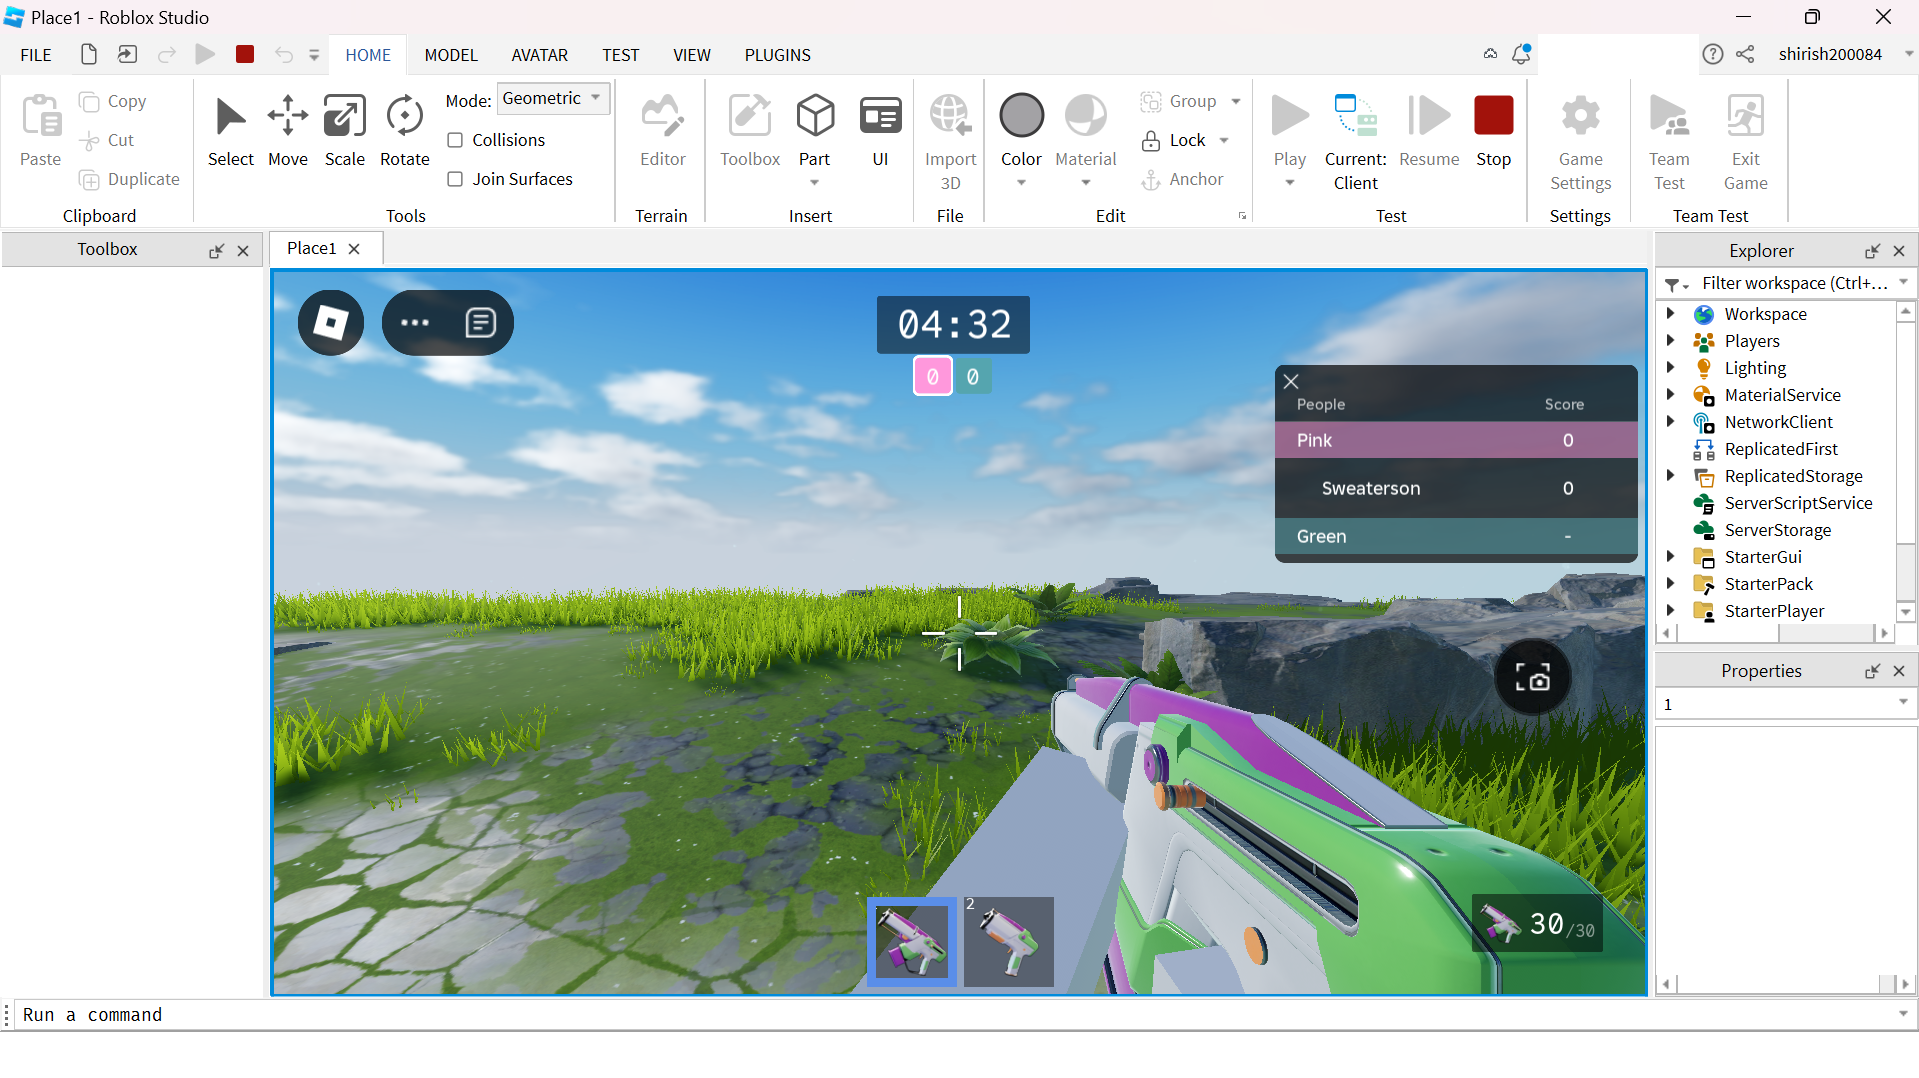 Place1 - Roblox Studio
FILE
HOME
MODEL
AVATAR
TEST
VIEW
PLUGINS
shirish200084
Paste
Copy
Cut
Duplicate
Clipboard
Select
Move
Scale
Rotate
Mode:
Geometric
Collisions
Join Surfaces
Tools
Editor
Terrain
Toolbox
Part
UI
Insert
Import
3D
File
Color
Material
Group
Lock
Anchor
Edit
Play
Current:
Client
Resume
Stop
Test
Game
Settings
Settings
Team
Test
Exit
Game
Team Test
Toolbox
Place1
04:32
0 0
People Score
Pink 0
Sweaterson 0
Green -
2
30/30
Explorer
Filter workspace (Ctrl+...
Workspace
Players
Lighting
MaterialService
NetworkClient
ReplicatedFirst
ReplicatedStorage
ServerScriptService
ServerStorage
StarterGui
StarterPack
StarterPlayer
Properties
1
Run a command